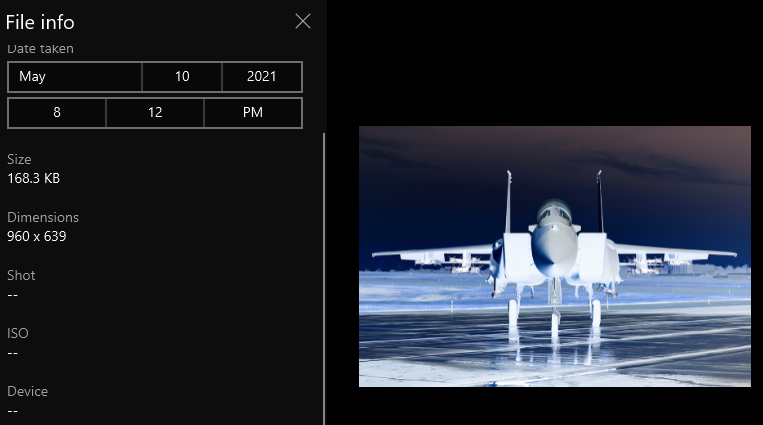 File info
Date taken
May 10 2021
8 12 PM
Size
168.3 KB
Dimensions
960 x 639
Shot
--
ISO
--
Device
--